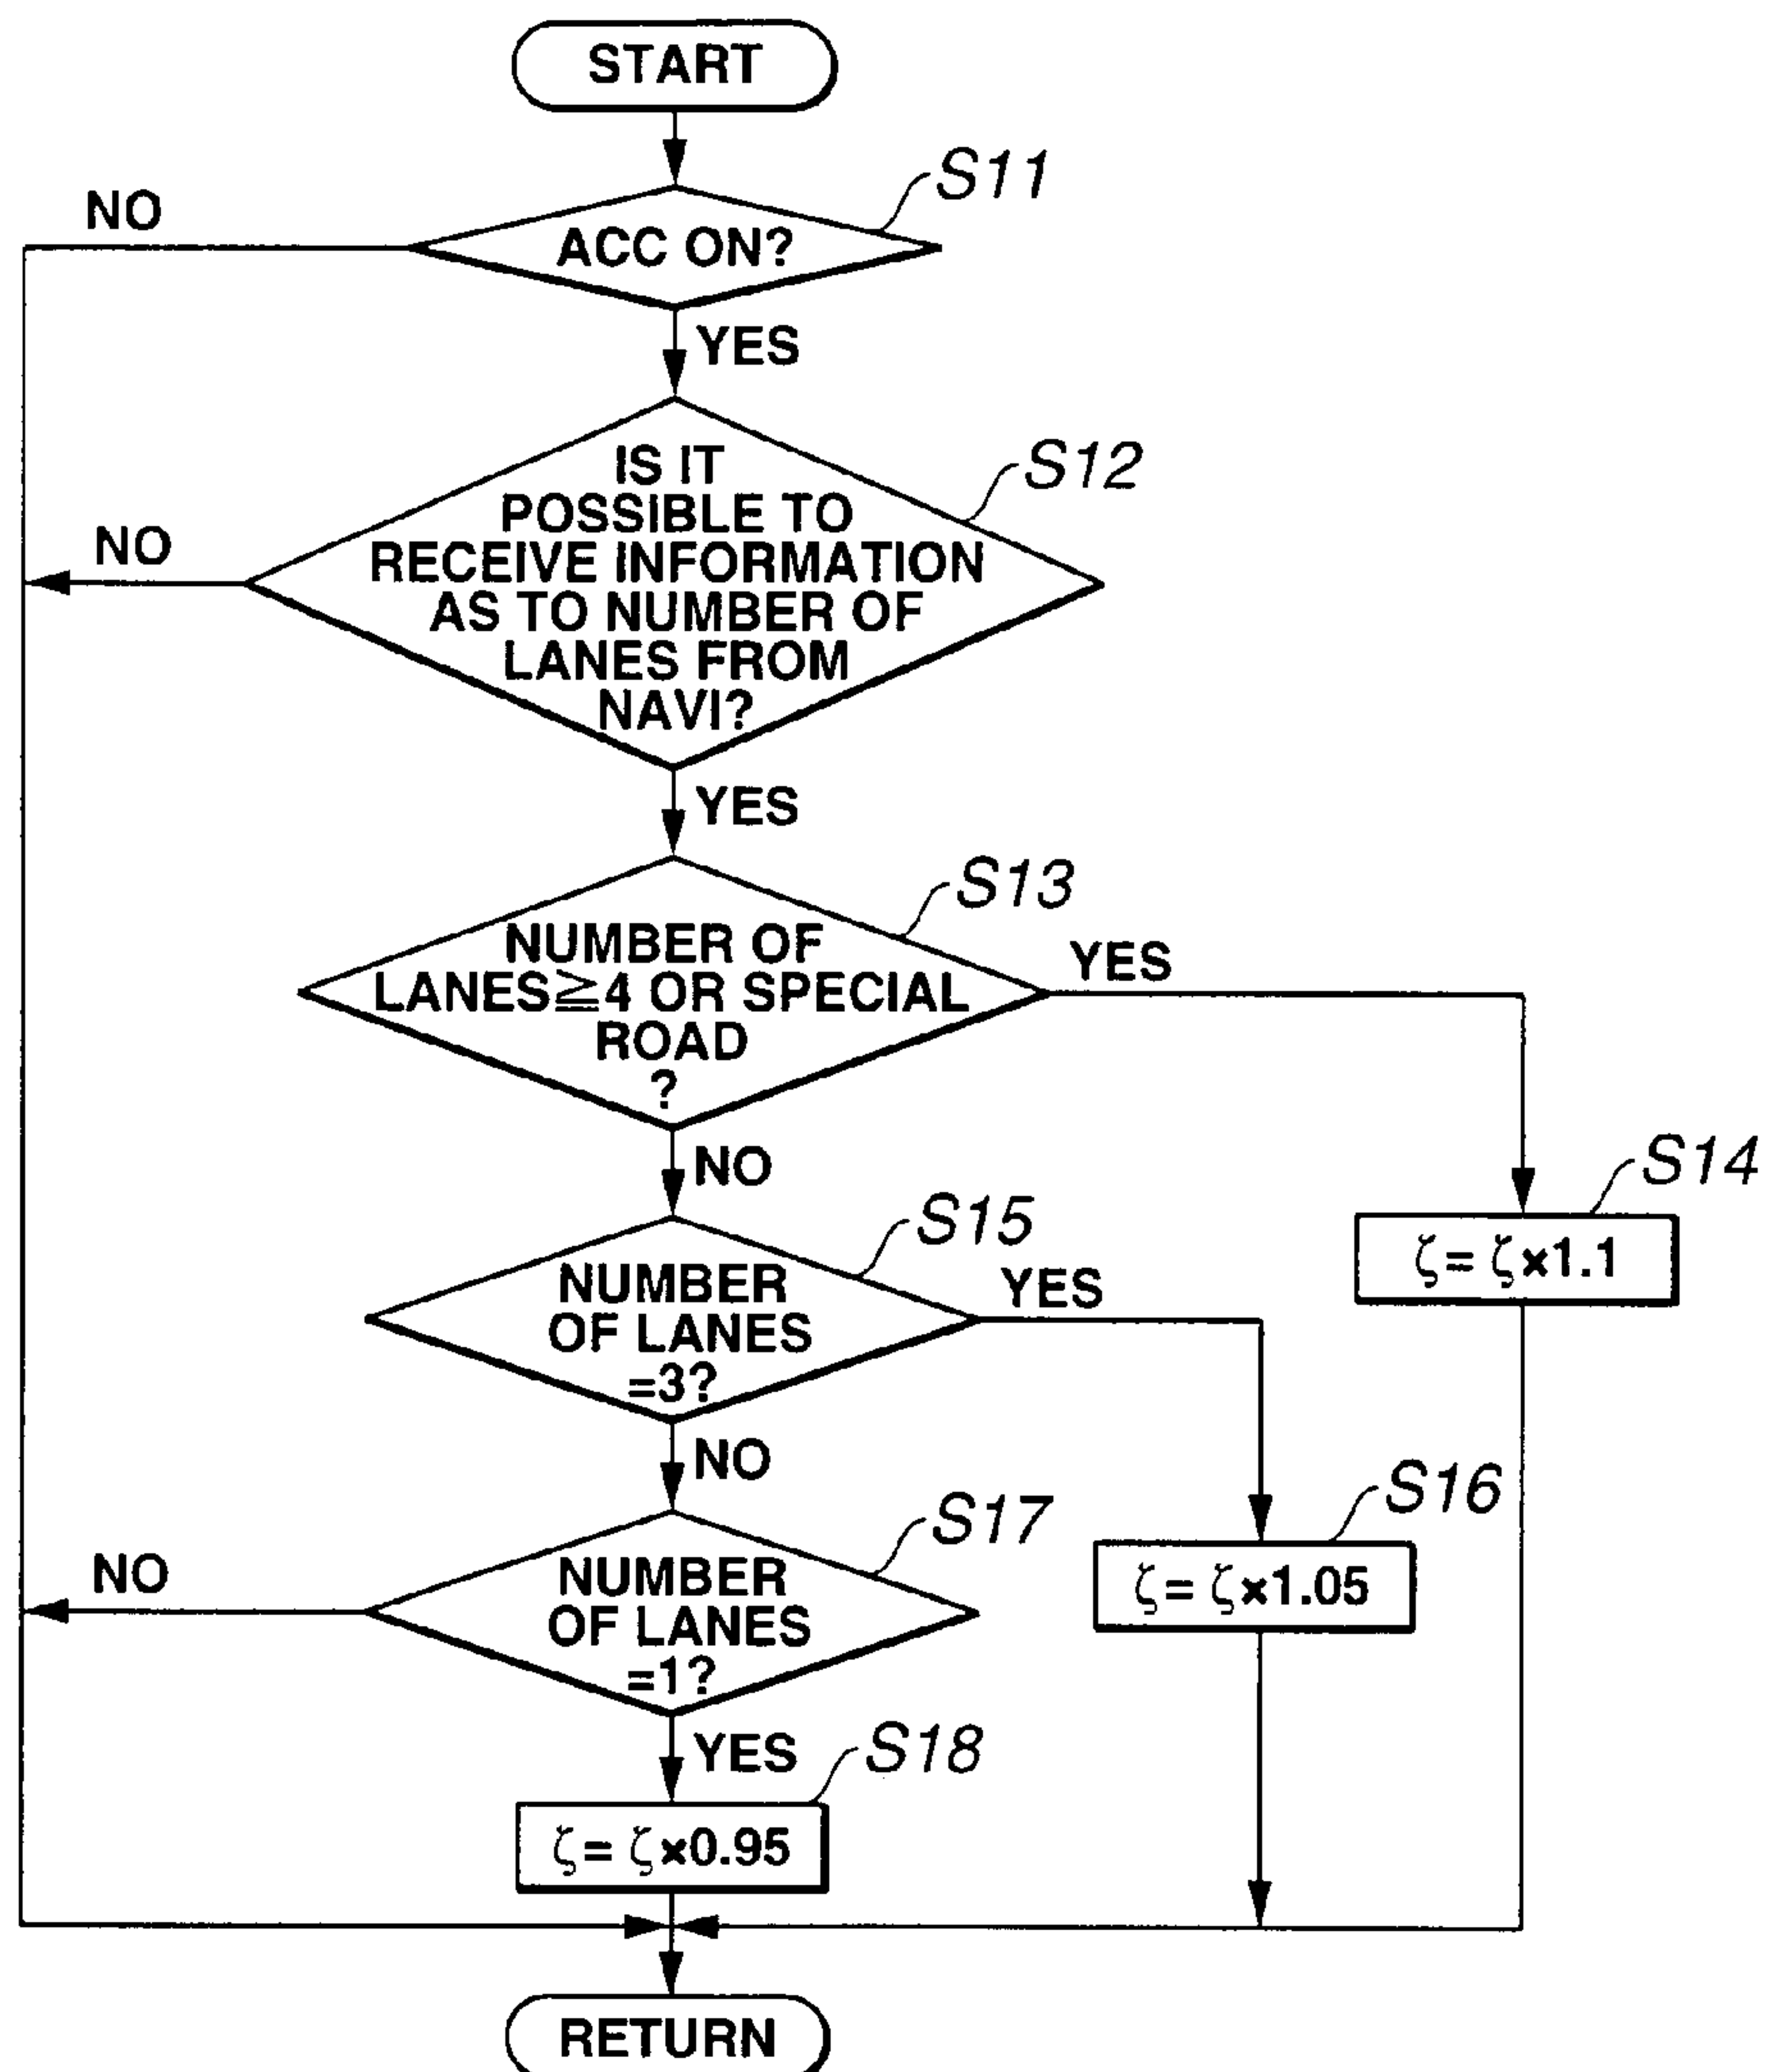 START
S11
NO
ACC ON?
YES
S12
IS IT
POSSIBLE TO
RECEIVE INFORMATION
AS TO NUMBER OF
LANES FROM
NAVI?
NO
YES
S13
NUMBER OF
LANES≧4 OR SPECIAL
ROAD
?
YES
NO
S14
ζ= ζ×1.1
S15
NUMBER
OF LANES
=3?
YES
NO
S16
ζ= ζ×1.05
S17
NUMBER
OF LANES
=1?
NO
YES
S18
ζ= ζ×0.95
RETURN